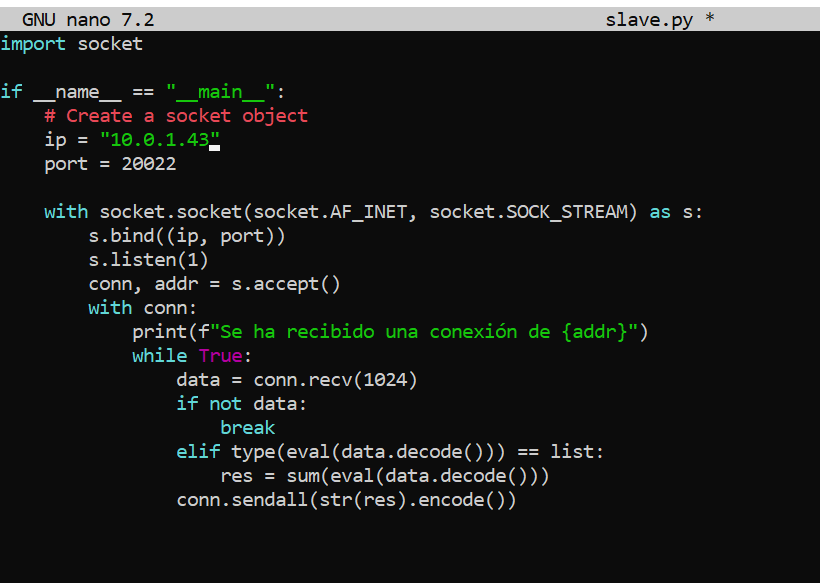 GNU nano 7.2 slave.py *
import socket

if __name__ == "__main__":
    # Create a socket object
    ip = "10.0.1.43"
    port = 20022

    with socket.socket(socket.AF_INET, socket.SOCK_STREAM) as s:
        s.bind((ip, port))
        s.listen(1)
        conn, addr = s.accept()
        with conn:
            print(f"Se ha recibido una conexión de {addr}")
            while True:
                data = conn.recv(1024)
                if not data:
                    break
                elif type(eval(data.decode())) == list:
                    res = sum(eval(data.decode()))
                conn.sendall(str(res).encode())